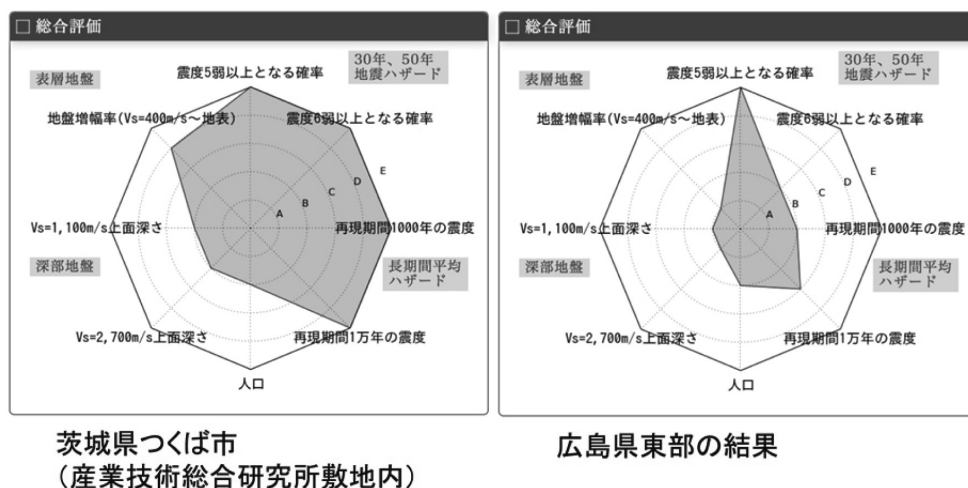 □ 総合評価
30年、50年
地震ハザード
表層地盤
震度5弱以上となる確率
地盤増幅率(Vs=400m/s～地表)
震度6弱以上となる確率
E
D
C
B
A
Vs=1,100m/s上面深さ
再現期間1000年の震度
深部地盤
長期間平均
ハザード
Vs=2,700m/s上面深さ
再現期間1万年の震度
人口
茨城県つくば市
（産業技術総合研究所敷地内）
□ 総合評価
30年、50年
地震ハザード
表層地盤
震度5弱以上となる確率
地盤増幅率(Vs=400m/s～地表)
震度6弱以上となる確率
E
D
C
B
A
Vs=1,100m/s上面深さ
再現期間1000年の震度
深部地盤
長期間平均
ハザード
Vs=2,700m/s上面深さ
再現期間1万年の震度
人口
広島県東部の結果